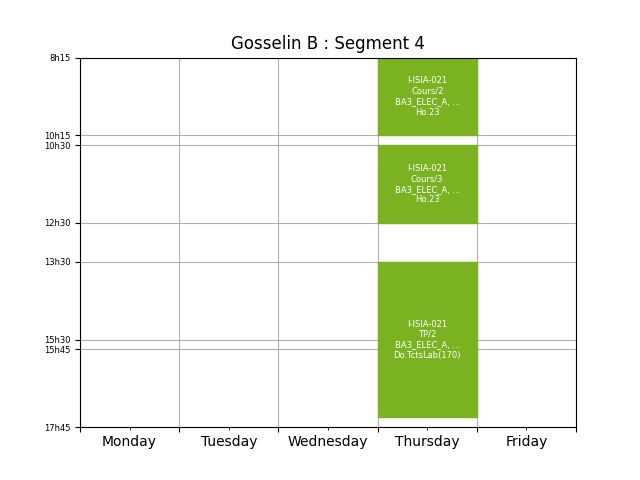 Gosselin B : Segment 4
8h15
I-ISIA-021
Cours/2
BA3_ELEC_A, ...
Ho.23
10h15
10h30
I-ISIA-021
Cours/3
BA3_ELEC_A, ...
Ho.23
12h30
13h30
I-ISIA-021
TP/2
BA3_ELEC_A, ...
Do.TctsLab(170)
15h30
15h45
17h45
Monday Tuesday Wednesday Thursday Friday